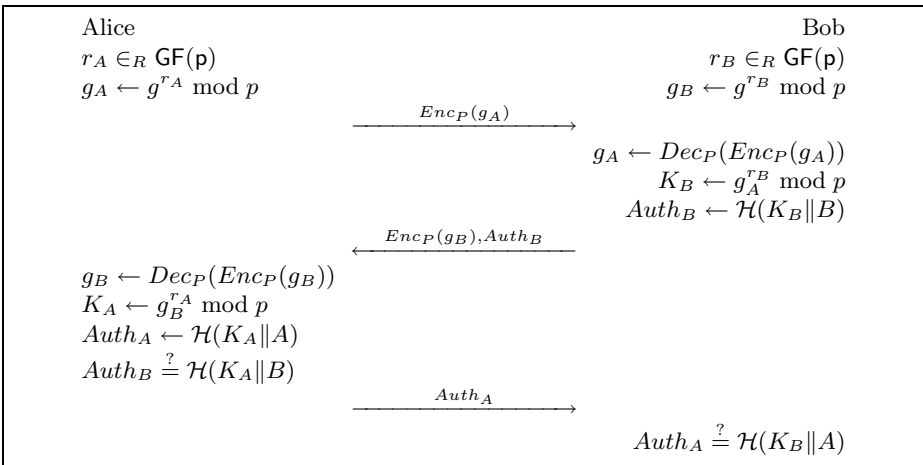 Alice Bob
r_A ∈_R GF(p) r_B ∈_R GF(p)
g_A ← g^{r_A} mod p g_B ← g^{r_B} mod p
Enc_P(g_A)
g_A ← Dec_P(Enc_P(g_A))
K_B ← g_A^{r_B} mod p
Auth_B ← ℋ(K_B‖B)
Enc_P(g_B),Auth_B
g_B ← Dec_P(Enc_P(g_B))
K_A ← g_B^{r_A} mod p
Auth_A ← ℋ(K_A‖A)
Auth_B ≟ ℋ(K_A‖B)
Auth_A
Auth_A ≟ ℋ(K_B‖A)